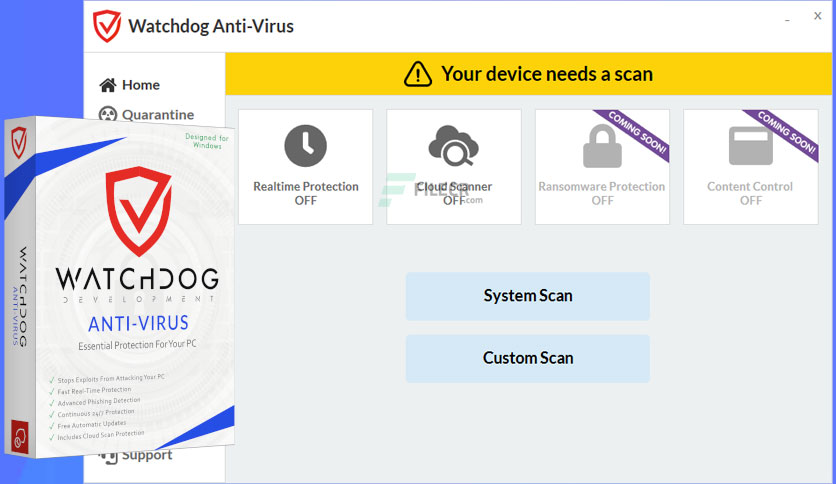 Watchdog Anti-Virus
- x
Home
Quarantine
Support
Your device needs a scan
Realtime Protection
OFF
Cloud Scanner
OFF
COMING SOON!
Ransomware Protection
OFF
COMING SOON!
Content Control
OFF
FILECR
.com
System Scan
Custom Scan
Designed for
Windows
WATCHDOG
DEVELOPMENT
ANTI-VIRUS
Essential Protection For Your PC
✓ Stops Exploits From Attacking Your PC
✓ Fast Real-Time Protection
✓ Advanced Phishing Detection
✓ Continuous 24/7 Protection
✓ Free Automatic Updates
✓ Includes Cloud Scan Protection
WATCHDOG
ANTI-VIRUS